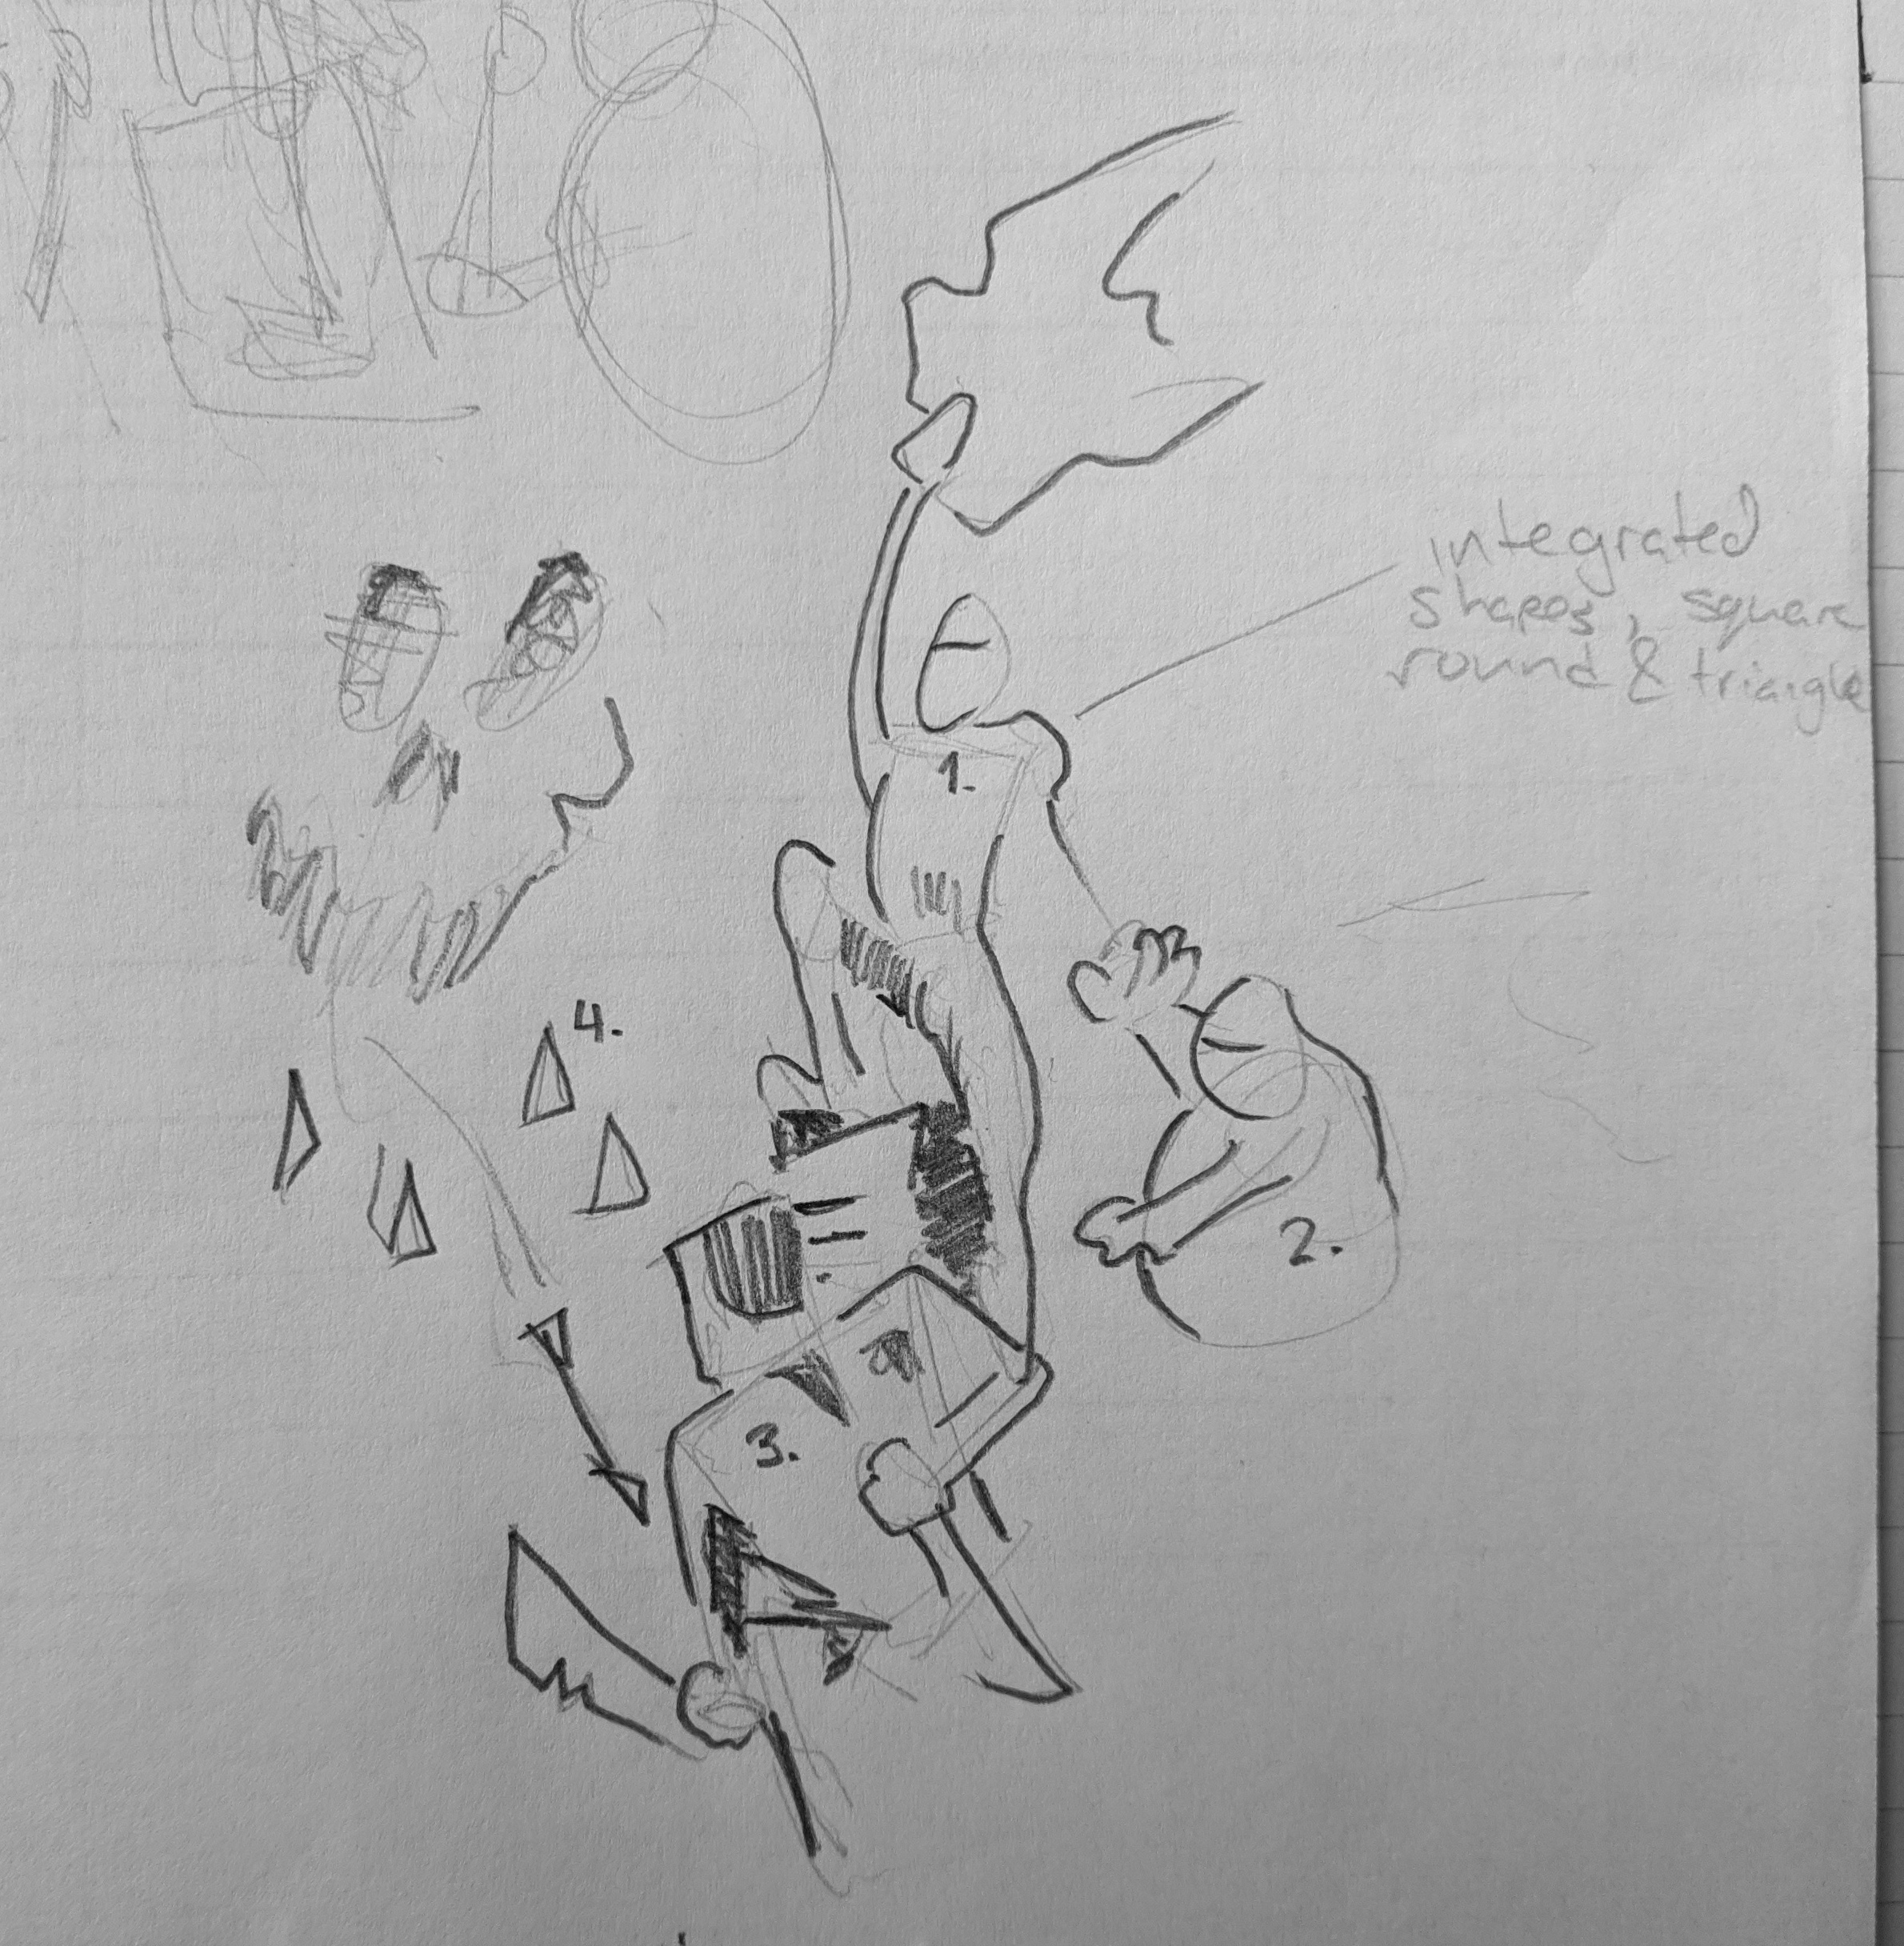 integrated
shapes, square
round & triangle
1.
4.
2.
3.